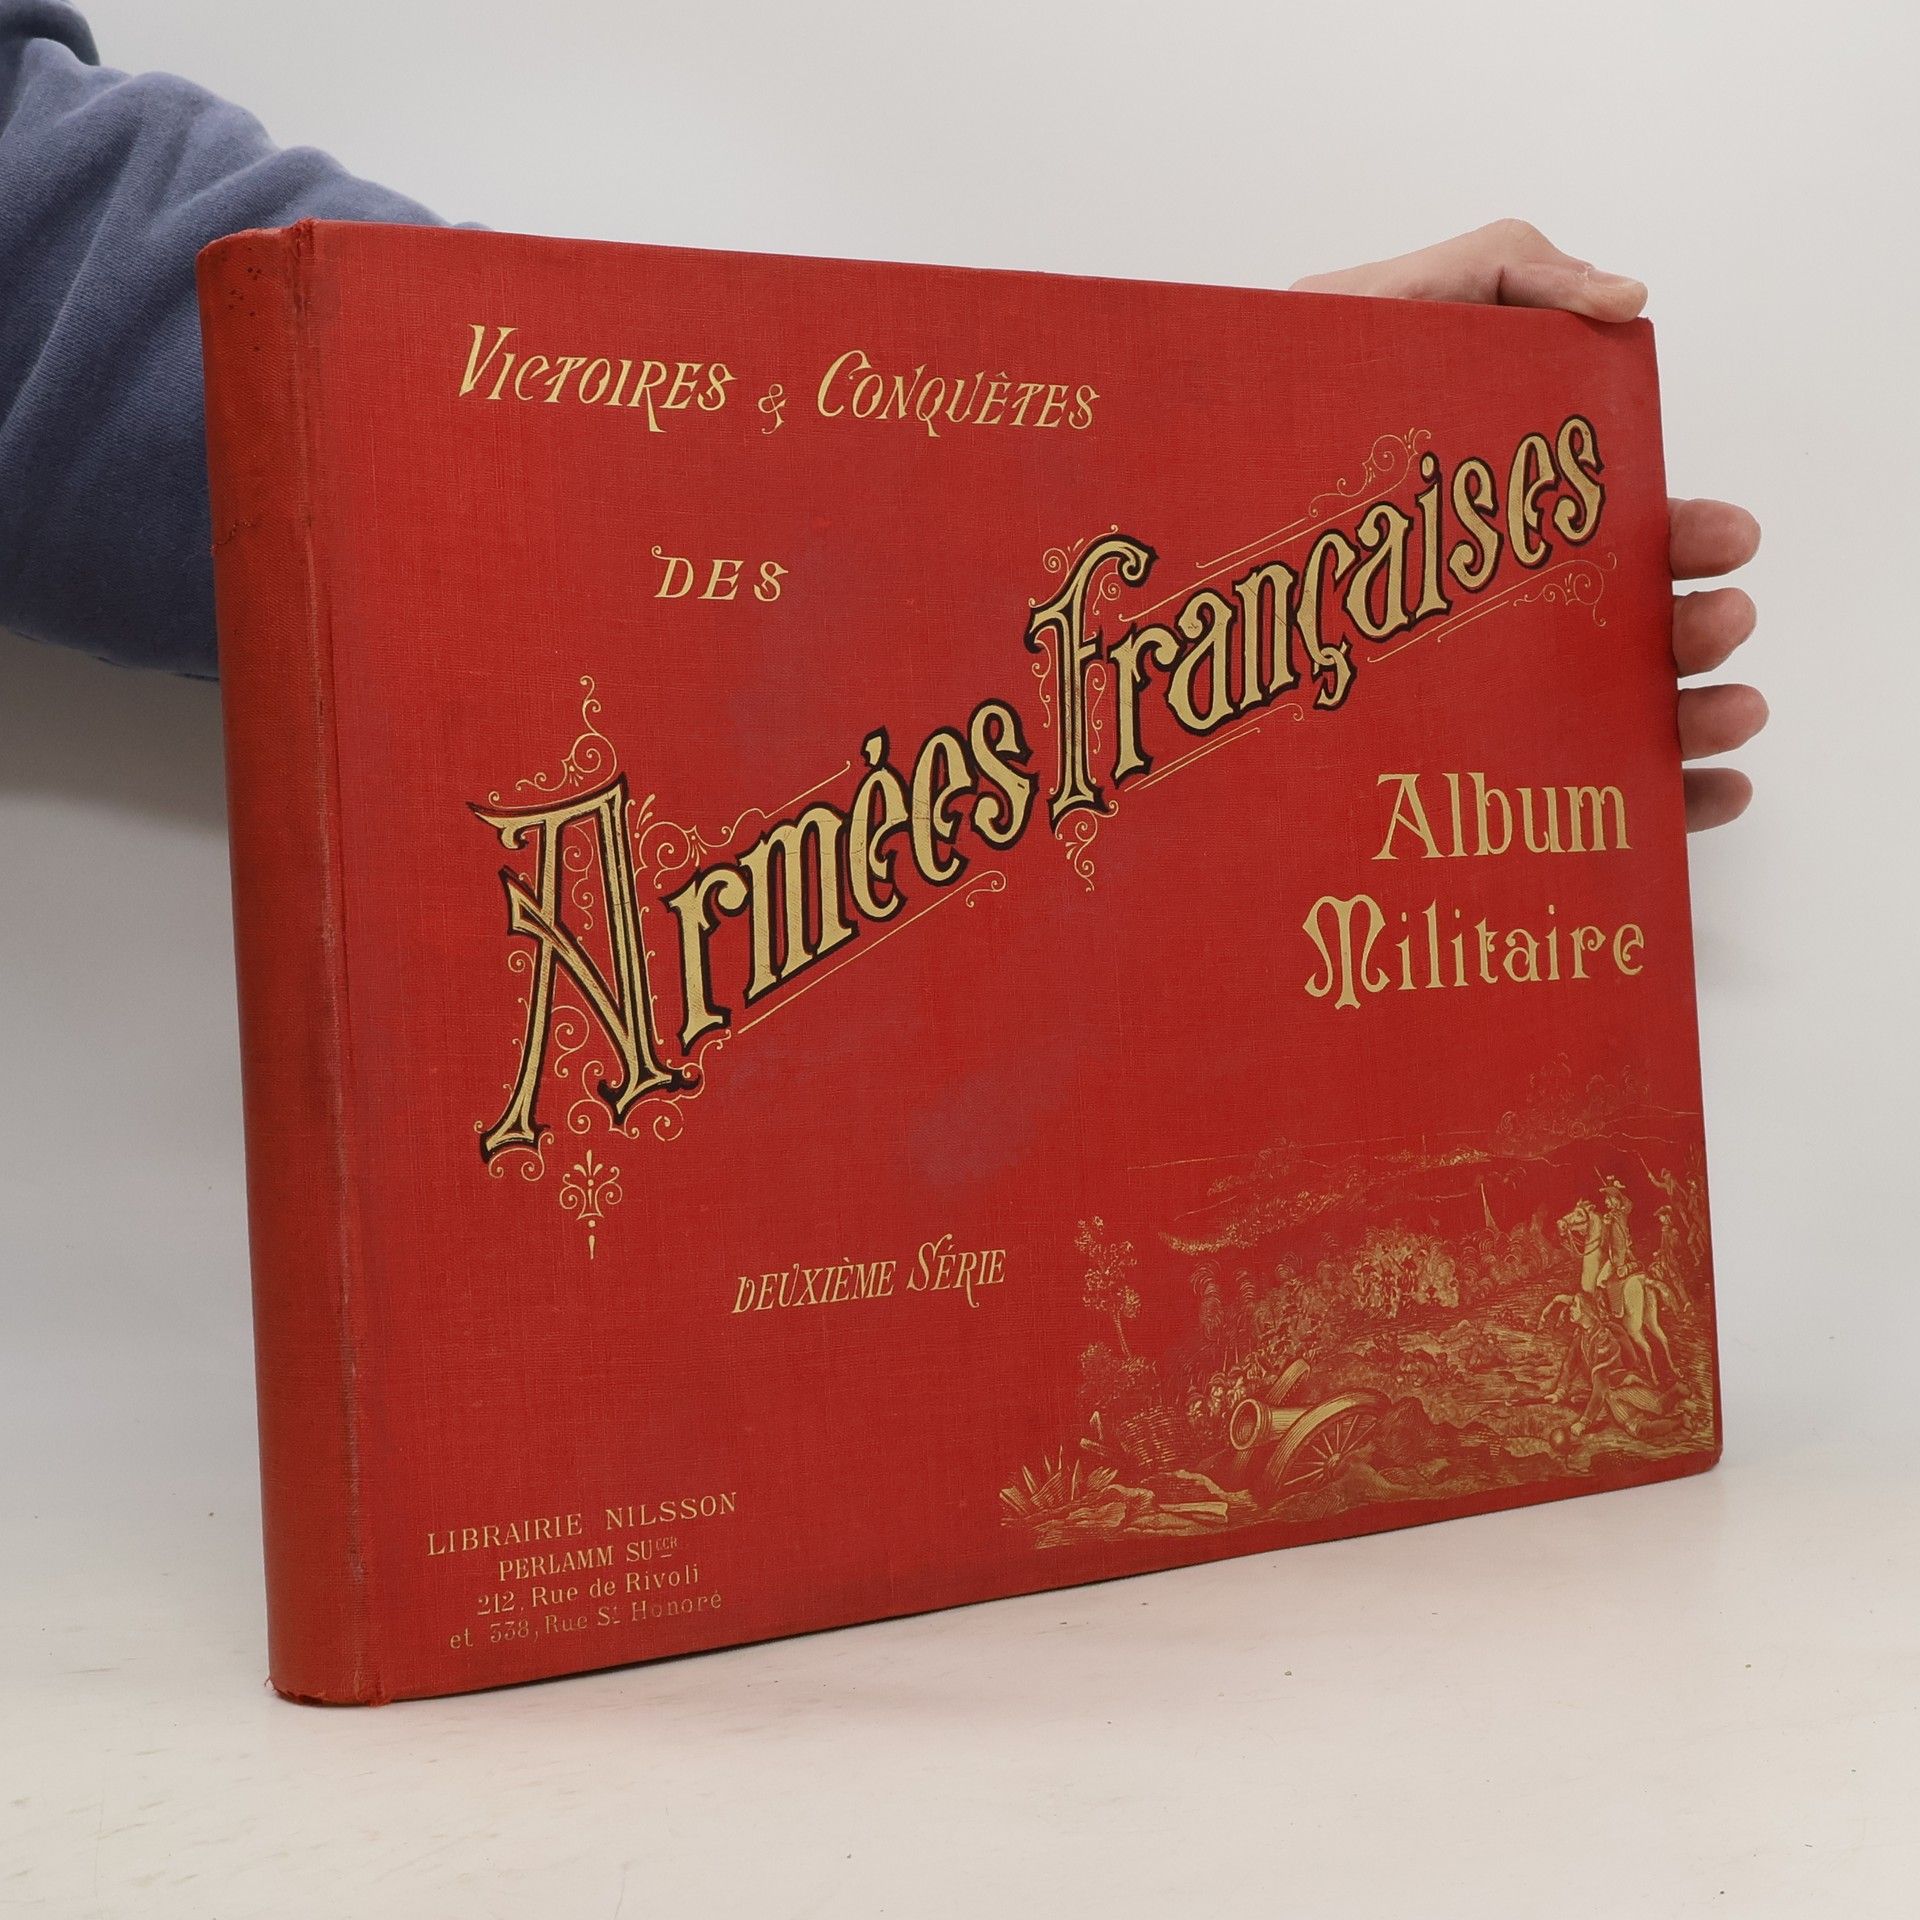 Victoires & Conquêtes
des
Armées Françaises
Album
Militaire
Deuxième Série
LIBRAIRIE NILSSON
PERLAMM SUCCR
212, Rue de Rivoli
et 338, Rue St Honoré